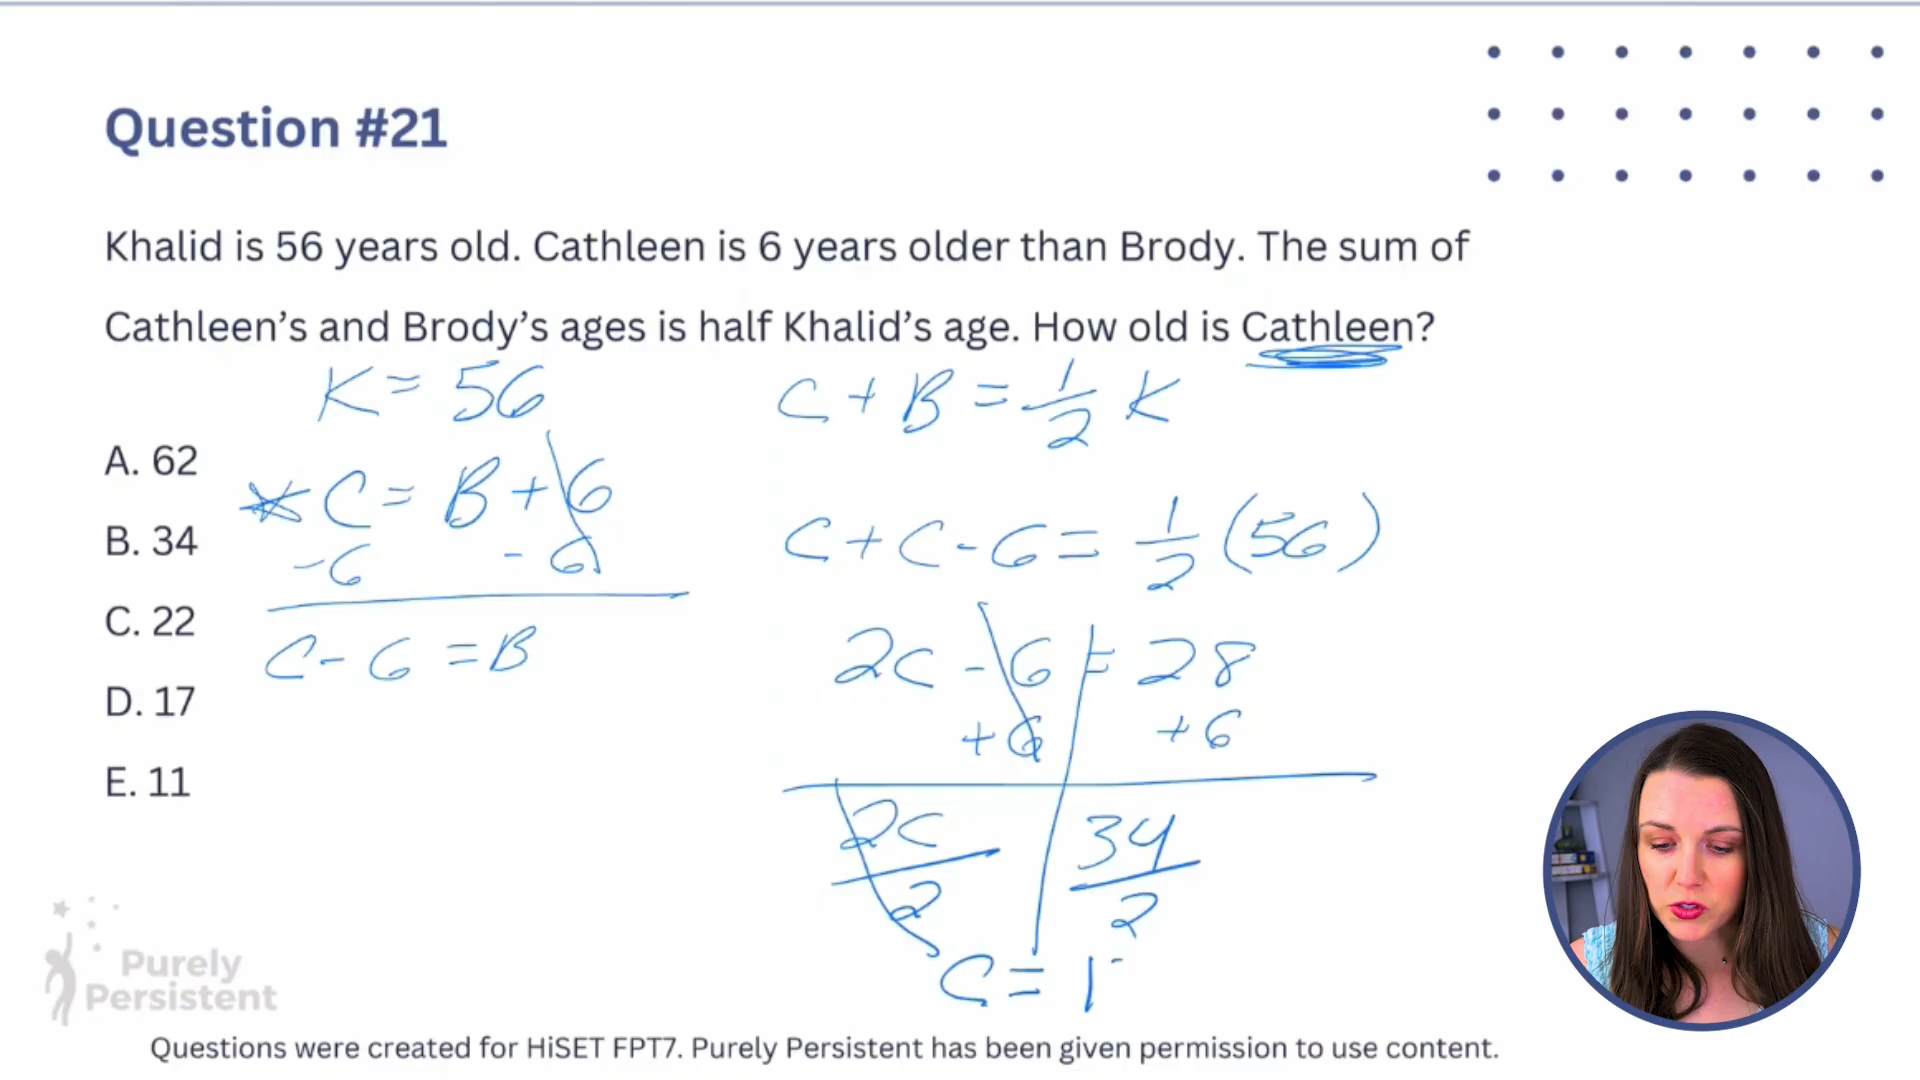 Question #21
Khalid is 56 years old. Cathleen is 6 years older than Brody. The sum of
Cathleen's and Brody's ages is half Khalid's age. How old is Cathleen?
K = 56
C + B = 1/2 K
A. 62
* C = B + 6
-6 - 6
B. 34
C + C - 6 = 1/2 (56)
C. 22
C - 6 = B
2C - 6 = 28
D. 17
+6 +6
E. 11
2C/2 34/2
C = 1
Purely
Persistent
Questions were created for HiSET FPT7. Purely Persistent has been given permission to use content.